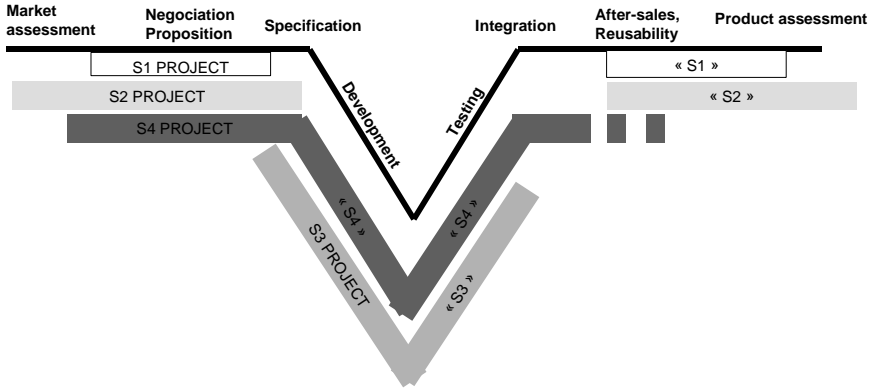 Market
assessment
Negociation
Proposition
Specification
Integration
After-sales,
Reusability
Product assessment
Development
Testing
S1 PROJECT
« S1 »
S2 PROJECT
« S2 »
S4 PROJECT
« S4 »
« S4 »
S3 PROJECT
« S3 »